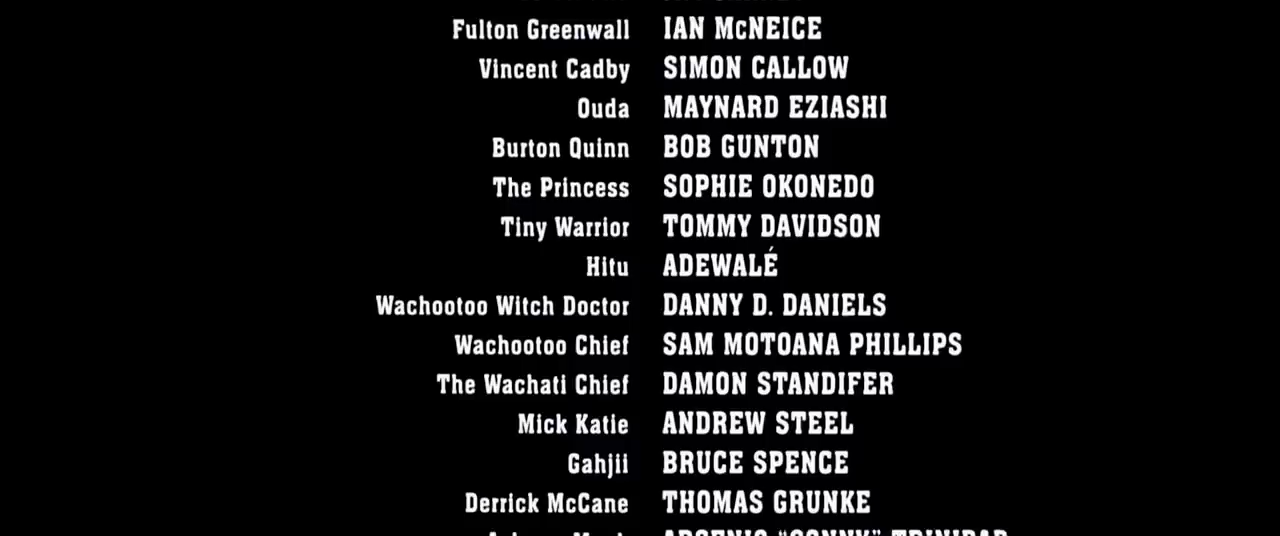 Fulton Greenwall IAN McNEICE
Vincent Cadby SIMON CALLOW
Ouda MAYNARD EZIASHI
Burton Quinn BOB GUNTON
The Princess SOPHIE OKONEDO
Tiny Warrior TOMMY DAVIDSON
Hitu ADEWALÉ
Wachootoo Witch Doctor DANNY D. DANIELS
Wachootoo Chief SAM MOTOANA PHILLIPS
The Wachati Chief DAMON STANDIFER
Mick Katie ANDREW STEEL
Gahjii BRUCE SPENCE
Derrick McCane THOMAS GRUNKE